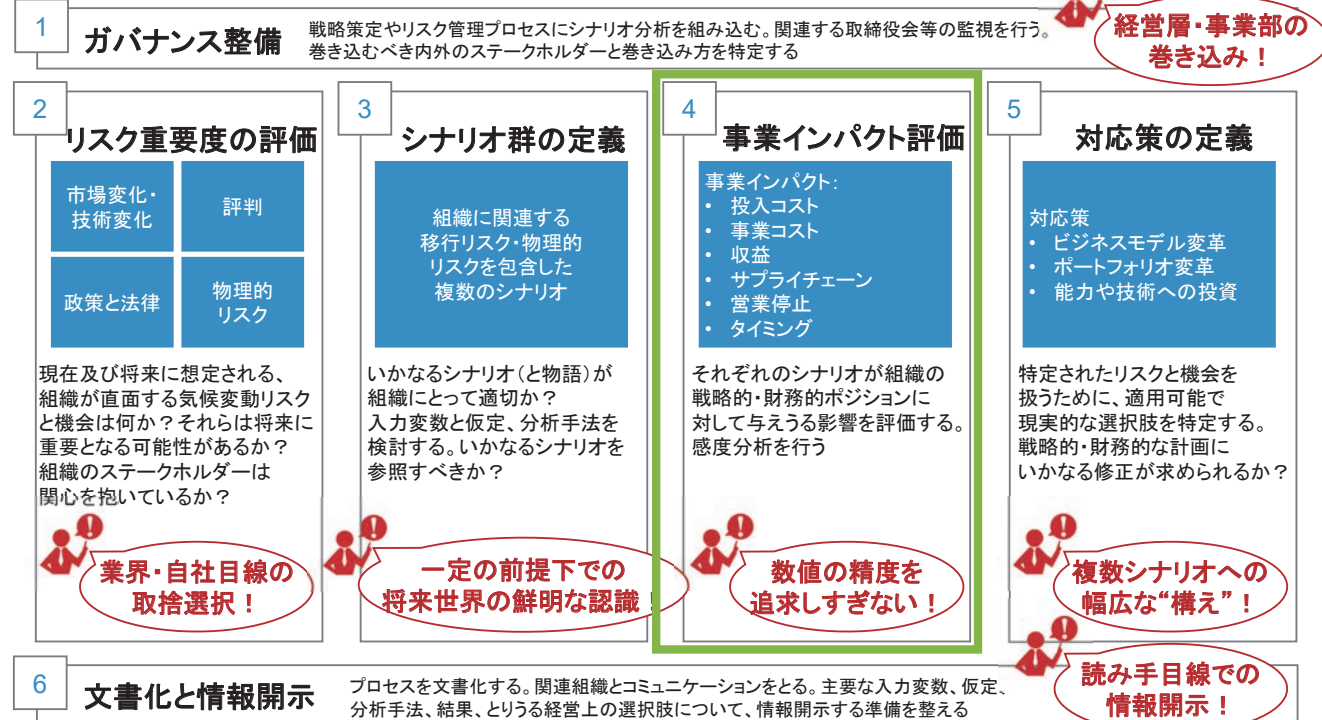 1
ガバナンス整備
戦略策定やリスク管理プロセスにシナリオ分析を組み込む。関連する取締役会等の監視を行う。
巻き込むべき内外のステークホルダーと巻き込み方を特定する
経営層・事業部の
巻き込み！
2
リスク重要度の評価
市場変化・
技術変化
評判
政策と法律
物理的
リスク
現在及び将来に想定される、
組織が直面する気候変動リスク
と機会は何か？それらは将来に
重要となる可能性があるか？
組織のステークホルダーは
関心を抱いているか？
業界・自社目線の
取捨選択！
3
シナリオ群の定義
組織に関連する
移行リスク・物理的
リスクを包含した
複数のシナリオ
いかなるシナリオ（と物語）が
組織にとって適切か？
入力変数と仮定、分析手法を
検討する。いかなるシナリオを
参照すべきか？
一定の前提下での
将来世界の鮮明な認識！
4
事業インパクト評価
事業インパクト：
• 投入コスト
• 事業コスト
• 収益
• サプライチェーン
• 営業停止
• タイミング
それぞれのシナリオが組織の
戦略的・財務的ポジションに
対して与えうる影響を評価する。
感度分析を行う
数値の精度を
追求しすぎない！
5
対応策の定義
対応策
• ビジネスモデル変革
• ポートフォリオ変革
• 能力や技術への投資
特定されたリスクと機会を
扱うために、適用可能で
現実的な選択肢を特定する。
戦略的・財務的な計画に
いかなる修正が求められるか？
複数シナリオへの
幅広な“構え”！
6
文書化と情報開示
プロセスを文書化する。関連組織とコミュニケーションをとる。主要な入力変数、仮定、
分析手法、結果、とりうる経営上の選択肢について、情報開示する準備を整える
読み手目線での
情報開示！